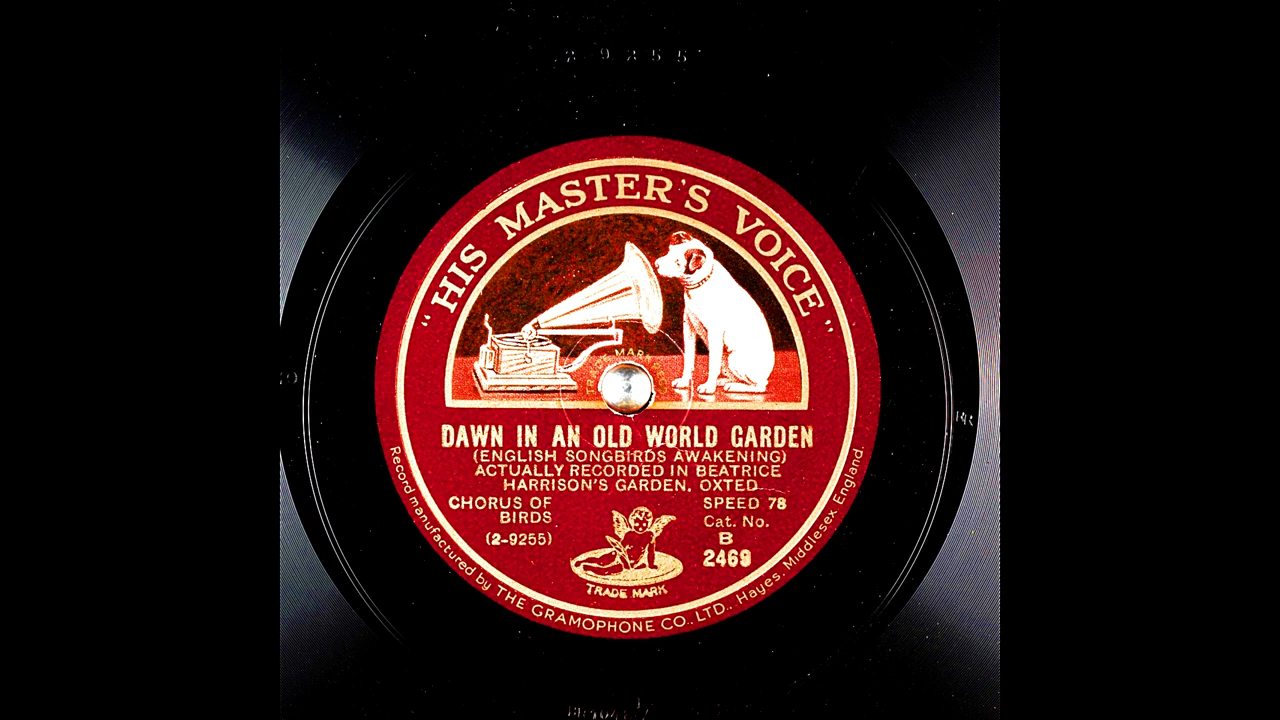 2 9255
" HIS MASTER'S VOICE "
MARK
DAWN IN AN OLD WORLD GARDEN
(ENGLISH SONGBIRDS AWAKENING)
ACTUALLY RECORDED IN BEATRICE
HARRISON'S GARDEN, OXTED
CHORUS OF
BIRDS
(2-9255)
SPEED 78
Cat. No.
B
2469
TRADE MARK
Record manufactured by THE GRAMOPHONE CO., LTD., Hayes, Middlesex England.